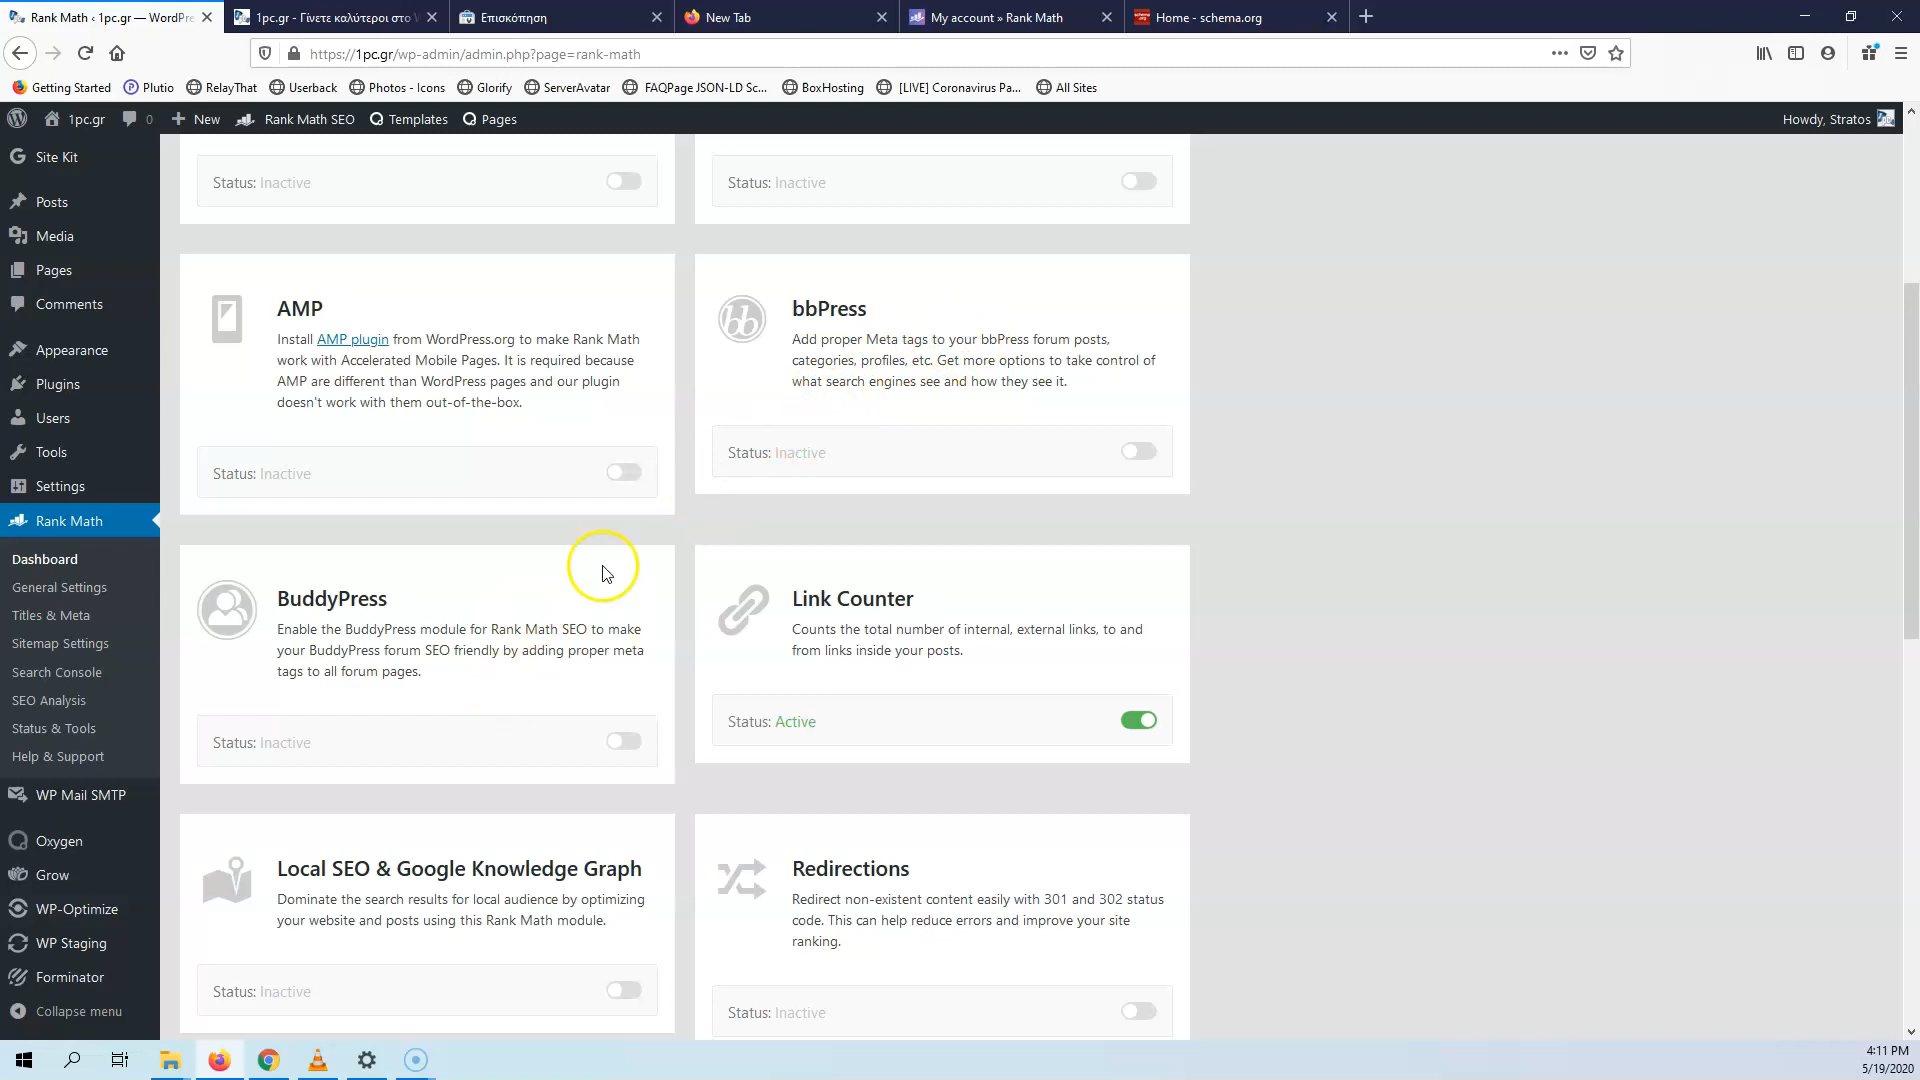 Rank Math ‹ 1pc.gr — WordPre
1pc.gr - Γίνετε καλύτεροι στο W
Επισκόπηση
New Tab
My account » Rank Math
Home - schema.org
https://1pc.gr/wp-admin/admin.php?page=rank-math
Getting Started
Plutio
RelayThat
Userback
Photos - Icons
Glorify
ServerAvatar
FAQPage JSON-LD Sc...
BoxHosting
[LIVE] Coronavirus Pa...
All Sites
1pc.gr
0
New
Rank Math SEO
Templates
Pages
Howdy, Stratos
Site Kit
Posts
Media
Pages
Comments
Appearance
Plugins
Users
Tools
Settings
Rank Math
Dashboard
General Settings
Titles & Meta
Sitemap Settings
Search Console
SEO Analysis
Status & Tools
Help & Support
WP Mail SMTP
Oxygen
Grow
WP-Optimize
WP Staging
Forminator
Collapse menu
Status: Inactive
Status: Inactive
AMP
Install AMP plugin from WordPress.org to make Rank Math
work with Accelerated Mobile Pages. It is required because
AMP are different than WordPress pages and our plugin
doesn't work with them out-of-the-box.
Status: Inactive
bbPress
Add proper Meta tags to your bbPress forum posts,
categories, profiles, etc. Get more options to take control of
what search engines see and how they see it.
Status: Inactive
BuddyPress
Enable the BuddyPress module for Rank Math SEO to make
your BuddyPress forum SEO friendly by adding proper meta
tags to all forum pages.
Status: Inactive
Link Counter
Counts the total number of internal, external links, to and
from links inside your posts.
Status: Active
Local SEO & Google Knowledge Graph
Dominate the search results for local audience by optimizing
your website and posts using this Rank Math module.
Status: Inactive
Redirections
Redirect non-existent content easily with 301 and 302 status
code. This can help reduce errors and improve your site
ranking.
Status: Inactive
4:11 PM
5/19/2020